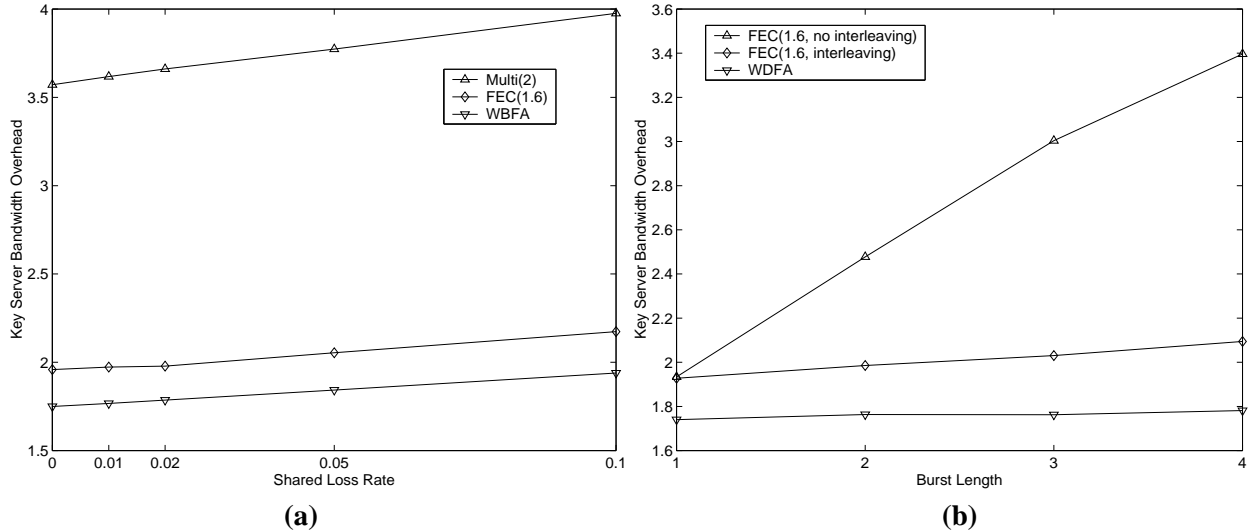 4
3.5
3
2.5
2
1.5
Key Server Bandwidth Overhead
Multi(2)
FEC(1.6)
WBFA
0 0.01 0.02 0.05 0.1
Shared Loss Rate
(a)
3.6
3.4
3.2
3
2.8
2.6
2.4
2.2
2
1.8
1.6
Key Server Bandwidth Overhead
FEC(1.6, no interleaving)
FEC(1.6, interleaving)
WDFA
1 2 3 4
Burst Length
(b)